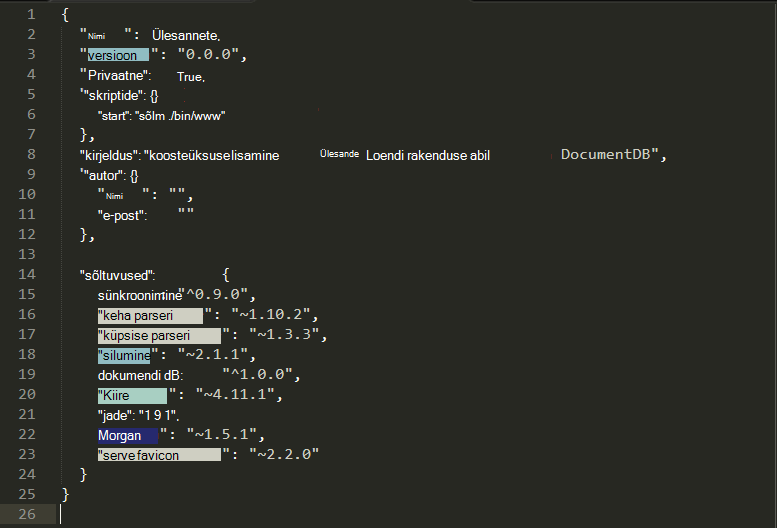 1 {
2 "Nimi ": Ülesannete,
3 "versioon ": "0.0.0",
4 "Privaatne": True,
5 "skriptide": {}
6 "start": "sõlm ./bin/www"
7 },
8 "kirjeldus": "koosteüksuselisamine Ülesande Loendi rakenduse abil DocumentDB",
9 "autor": {}
10 "Nimi ": "",
11 "e-post": ""
12 },
13
14 "sõltuvused": {
15 sünkroonimine "^0.9.0",
16 "keha parseri ": "~1.10.2",
17 "küpsise parseri ": "~1.3.3",
18 "silumine": "~2.1.1",
19 dokumendi dB: "^1.0.0",
20 "Kiire ": "~4.11.1",
21 "jade": "1 9 1",
22 Morgan ": "~1.5.1",
23 "serve favicon ": "~2.2.0"
24 }
25 }
26